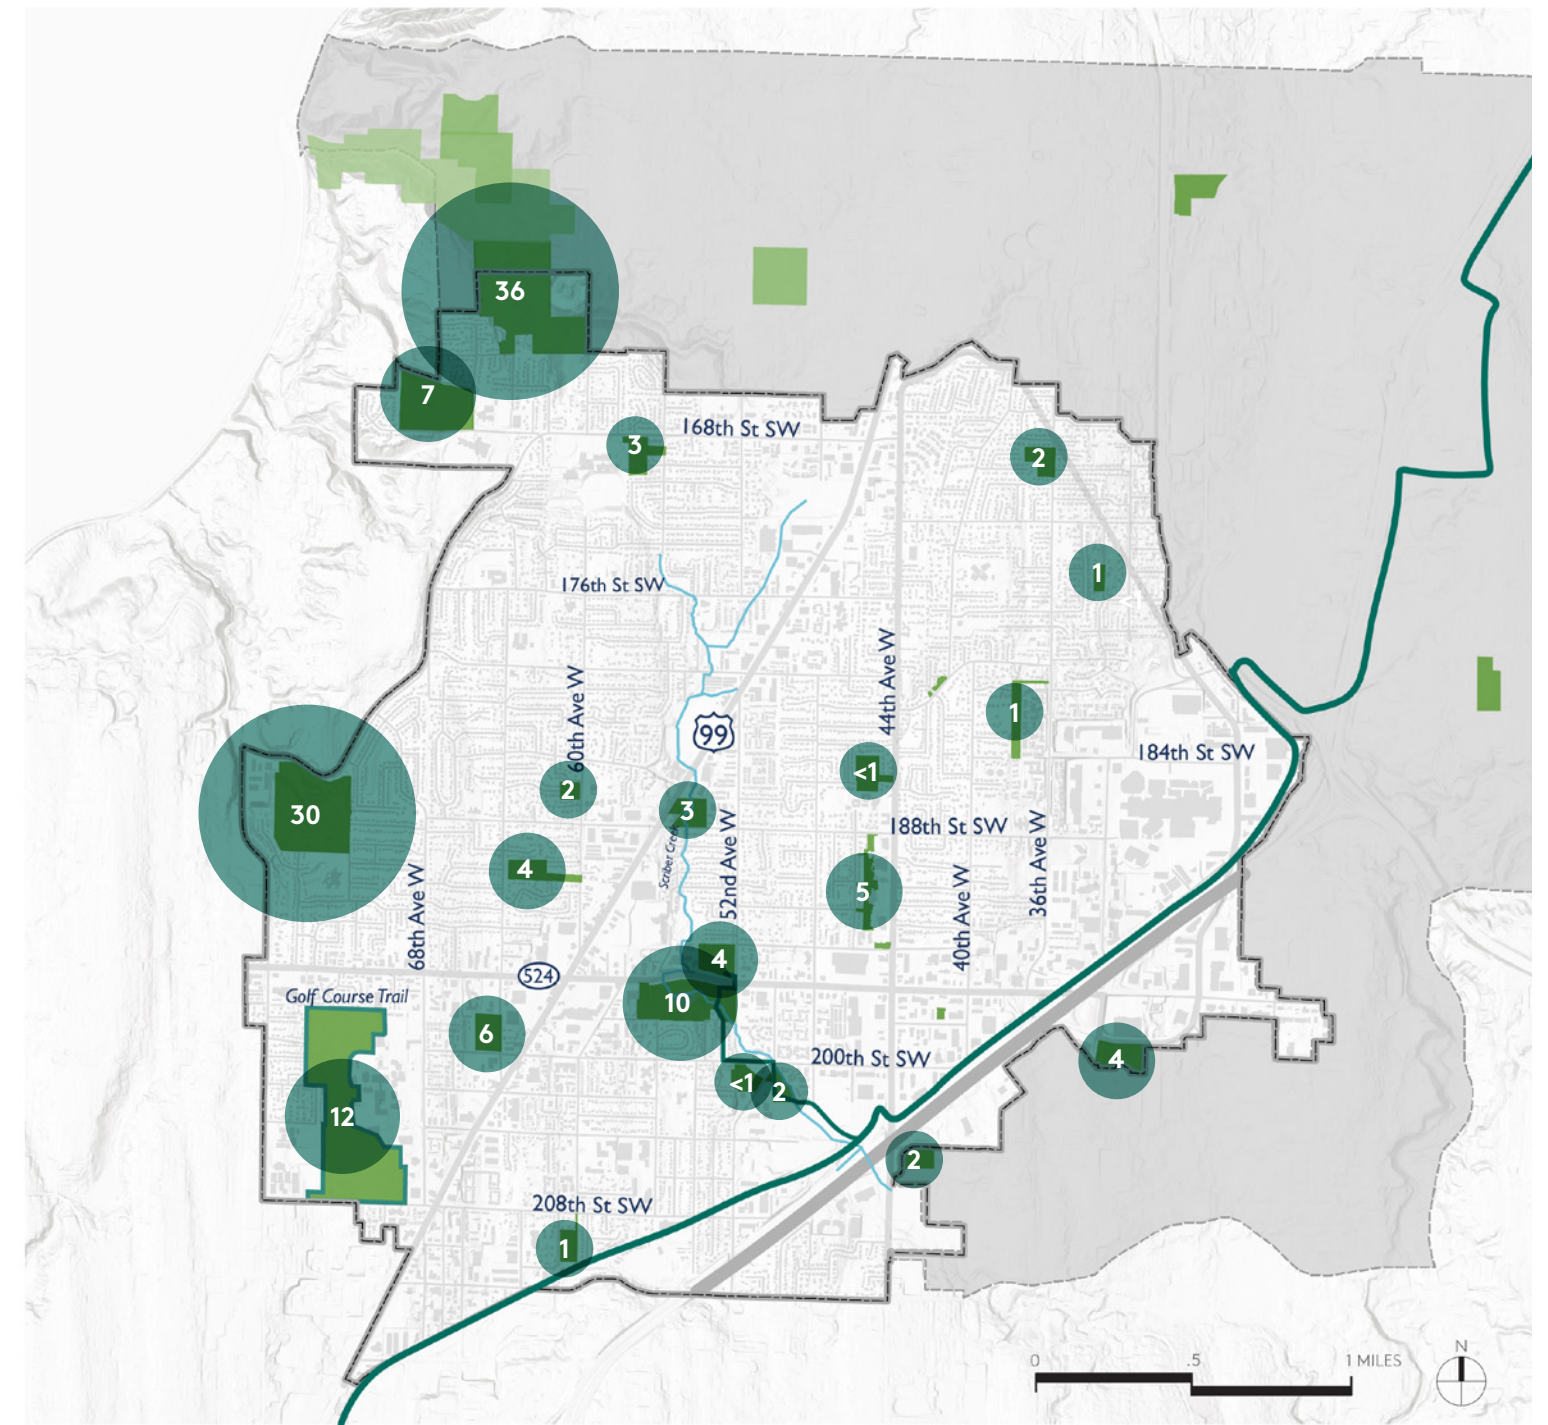 36
7
3
168th St SW
2
1
176th St SW
60th Ave W
44th Ave W
1
99
184th St SW
<1
2
3
30
188th St SW
Scriber Creek
52nd Ave W
4
5
68th Ave W
40th Ave W
36th Ave W
4
524
10
Golf Course Trail
6
200th St SW
4
<1
2
12
2
208th St SW
1
0
.5
1 MILES
N